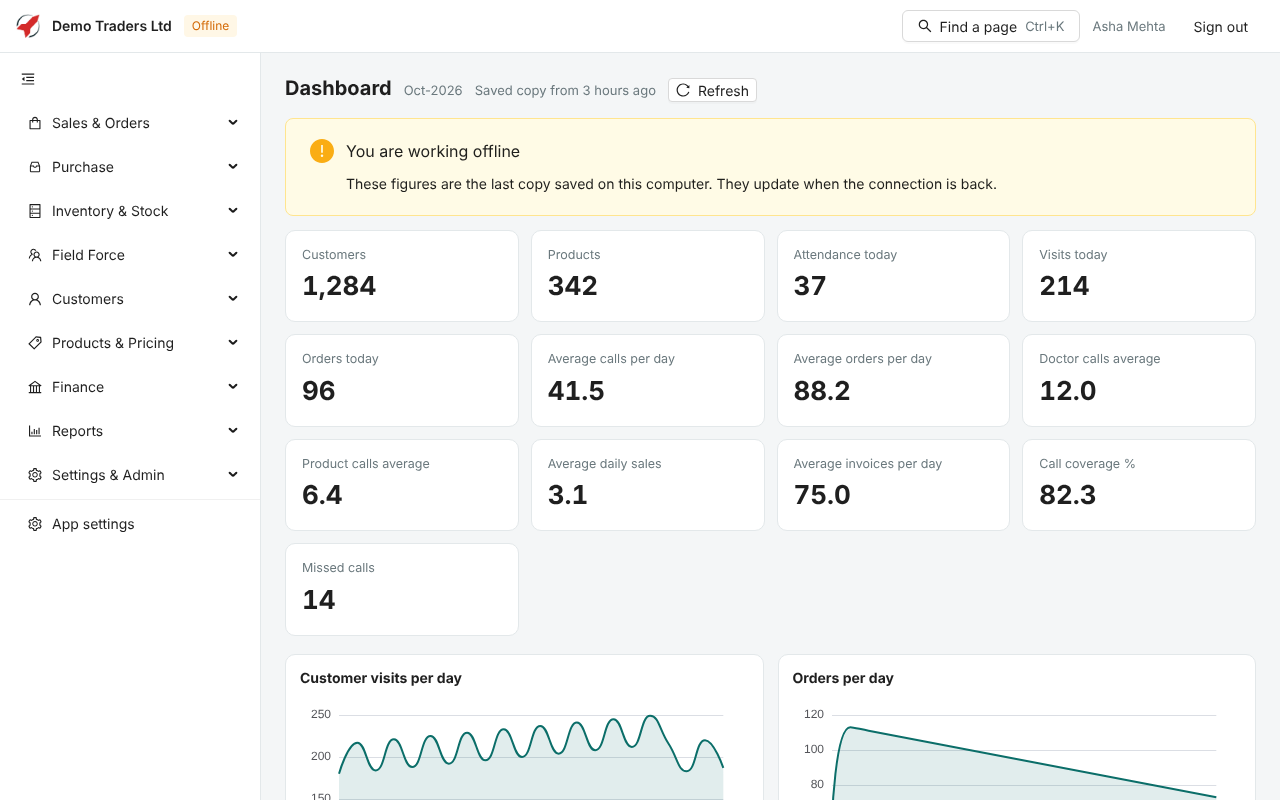 Demo Traders Ltd Offline
Find a page Ctrl+K Asha Mehta Sign out
Sales & Orders
Purchase
Inventory & Stock
Field Force
Customers
Products & Pricing
Finance
Reports
Settings & Admin
App settings
Dashboard Oct-2026 Saved copy from 3 hours ago Refresh
You are working offline
These figures are the last copy saved on this computer. They update when the connection is back.
Customers
1,284
Products
342
Attendance today
37
Visits today
214
Orders today
96
Average calls per day
41.5
Average orders per day
88.2
Doctor calls average
12.0
Product calls average
6.4
Average daily sales
3.1
Average invoices per day
75.0
Call coverage %
82.3
Missed calls
14
Customer visits per day
250
200
150
Orders per day
120
100
80